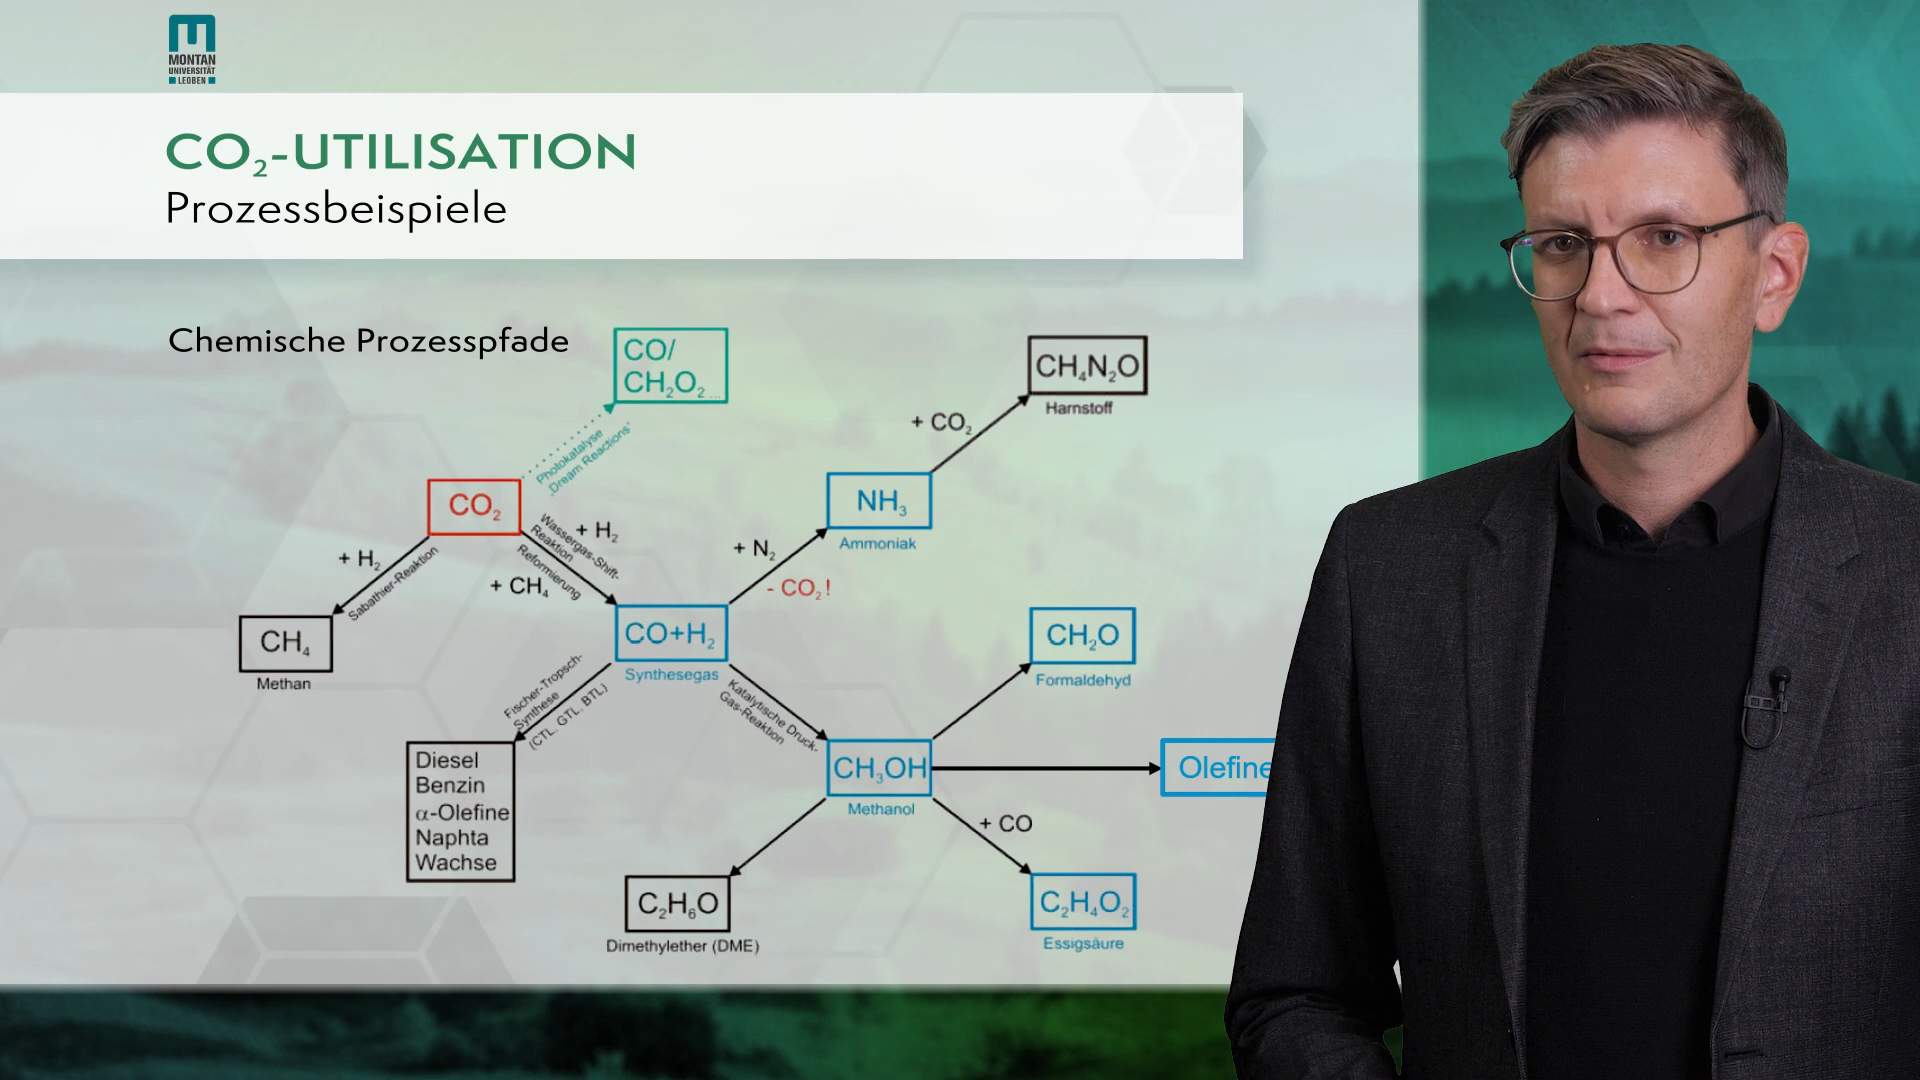 MONTAN
UNIVERSITÄT
LEOBEN
CO₂-UTILISATION
Prozessbeispiele
Chemische Prozesspfade
CO/
CH₂O₂ ...
Photokatalyse
„Dream Reactions"
CH₄N₂O
Harnstoff
+ CO₂
CO₂
NH₃
Ammoniak
+ H₂
Sabathier-Reaktion
Wassergas-Shift-
Reaktion
+ H₂
Reformierung
+ CH₄
+ N₂
- CO₂!
CH₄
Methan
CO+H₂
Synthesegas
CH₂O
Formaldehyd
Fischer-Tropsch-
Synthese
(CTL, GTL, BTL)
Katalytische Druck-
Gas-Reaktion
Diesel
Benzin
α-Olefine
Naphta
Wachse
CH₃OH
Methanol
Olefine
+ CO
C₂H₆O
Dimethylether (DME)
C₂H₄O₂
Essigsäure